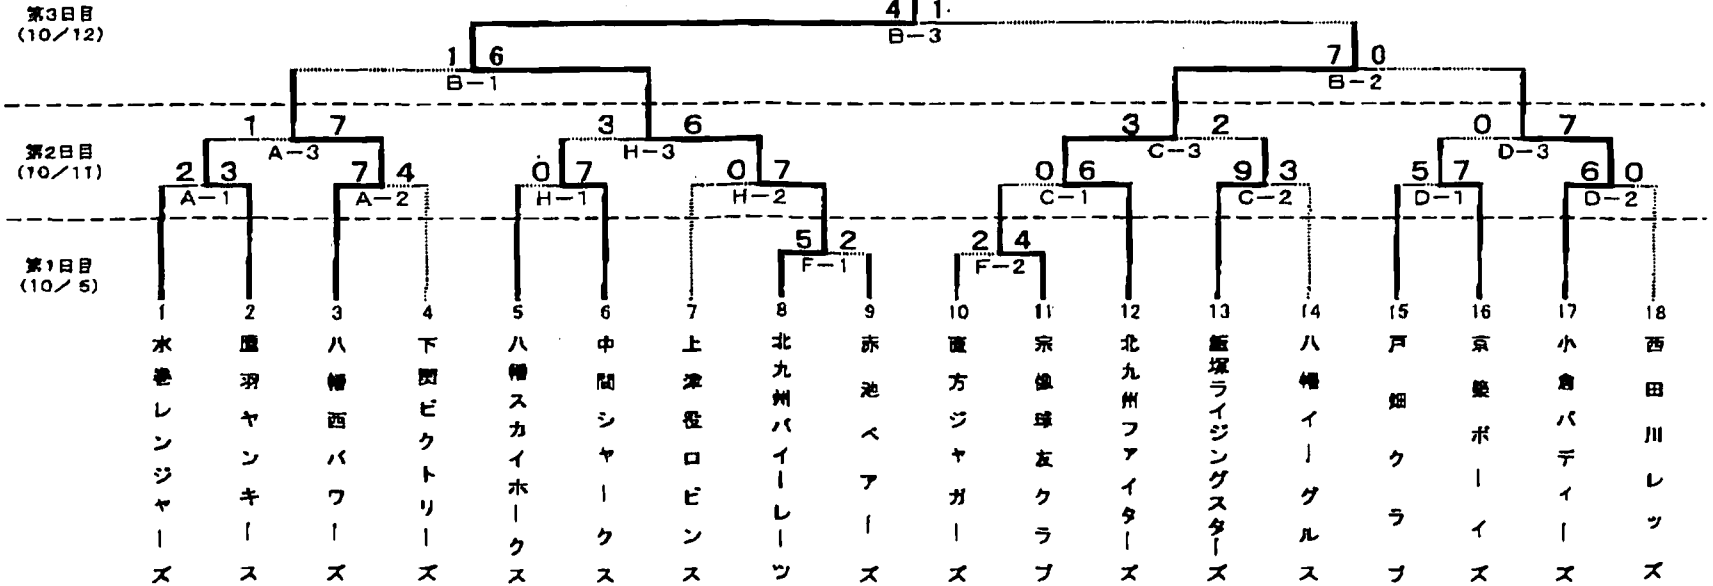 第3日目
(10/12)
4 1
B-3
1 6
B-1
7 0
B-2
第2日目
(10/11)
1 7
A-3
3 6
H-3
3 2
C-3
0 7
D-3
2 3
A-1
7 4
A-2
0 7
H-1
0 7
H-2
0 6
C-1
9 3
C-2
5 7
D-1
6 0
D-2
第1日目
(10/5)
5 2
F-1
2 4
F-2
1 水巻レンジャーズ
2 鷹羽ヤンキース
3 八幡西パワーズ
4 下関ビクトリーズ
5 八幡スカイホークス
6 中間シャークス
7 上津役ロビンス
8 北九州パイレーツ
9 赤池ベアーズ
10 直方ジャガーズ
11 宗像球友クラブ
12 北九州ファイターズ
13 飯塚ライジングスターズ
14 八幡イーグルス
15 戸畑クラブ
16 京築ボーイズ
17 小倉バディーズ
18 西田川レッズ